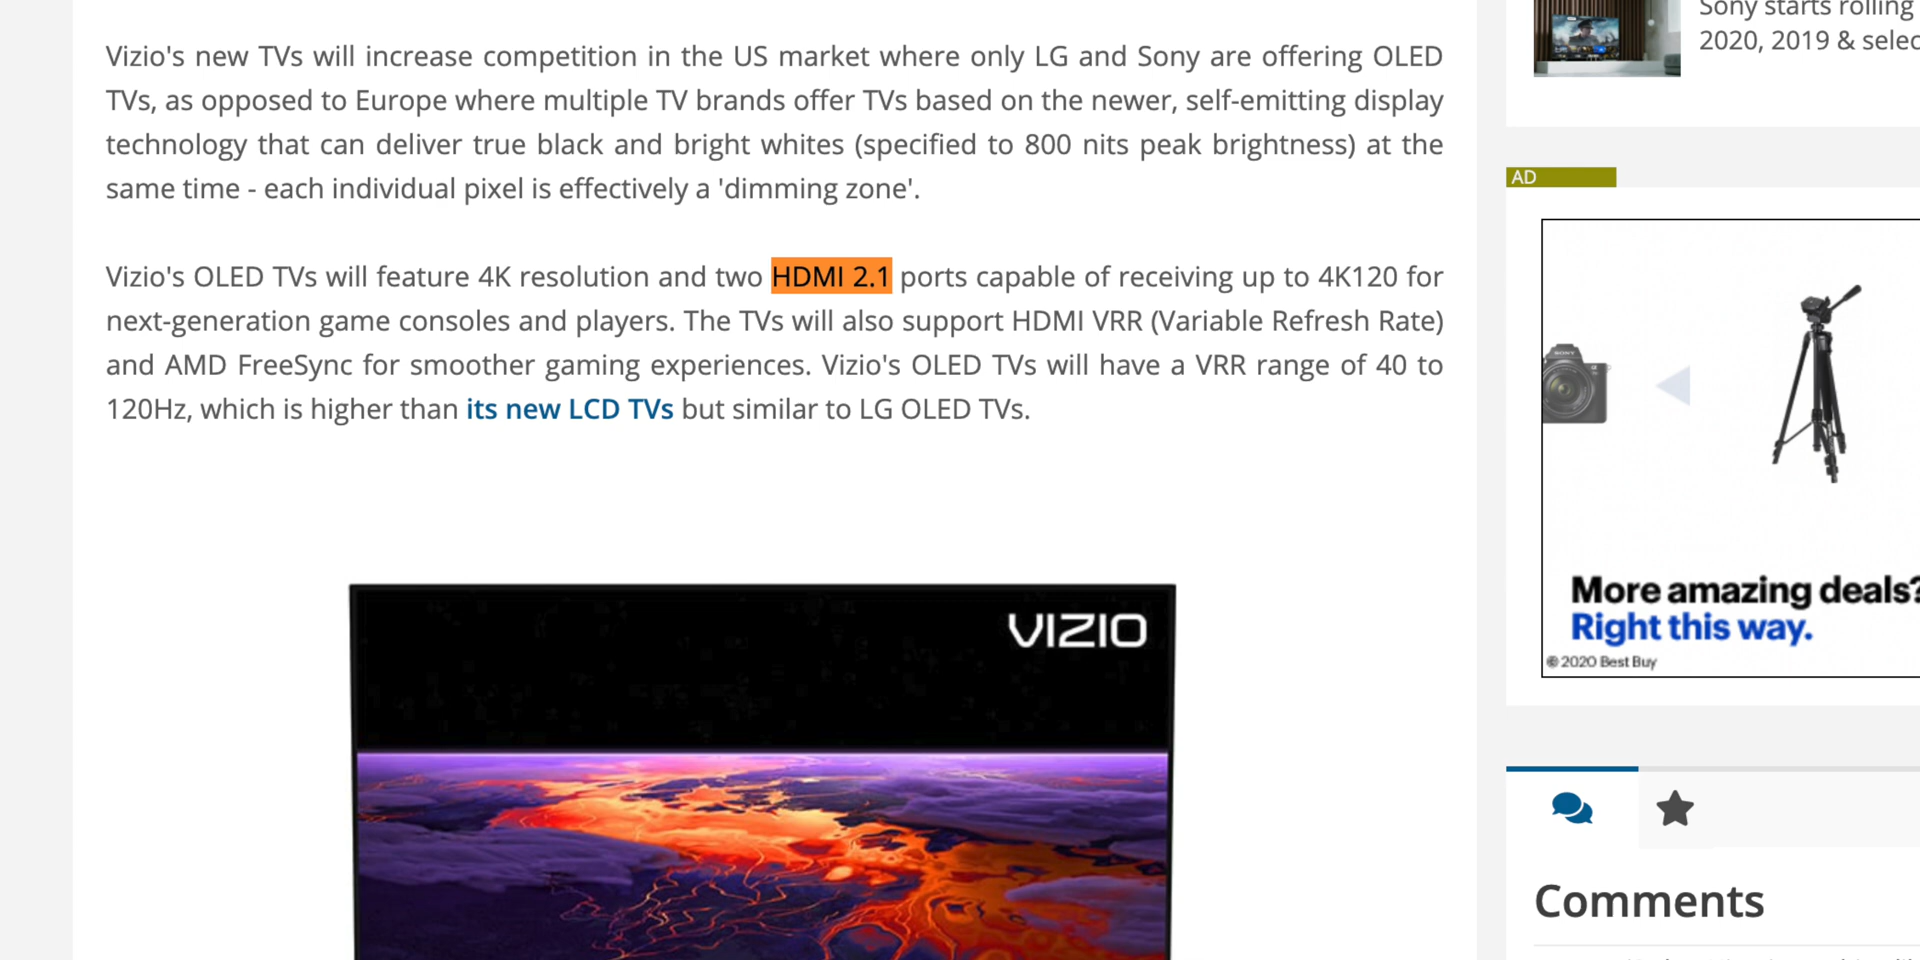 Vizio's new TVs will increase competition in the US market where only LG and Sony are offering OLED
TVs, as opposed to Europe where multiple TV brands offer TVs based on the newer, self-emitting display
technology that can deliver true black and bright whites (specified to 800 nits peak brightness) at the
same time - each individual pixel is effectively a 'dimming zone'.
Vizio's OLED TVs will feature 4K resolution and two HDMI 2.1 ports capable of receiving up to 4K120 for
next-generation game consoles and players. The TVs will also support HDMI VRR (Variable Refresh Rate)
and AMD FreeSync for smoother gaming experiences. Vizio's OLED TVs will have a VRR range of 40 to
120Hz, which is higher than its new LCD TVs but similar to LG OLED TVs.
VIZIO
Sony starts rolling
2020, 2019 & selec
AD
SONY
More amazing deals?
Right this way.
© 2020 Best Buy
Comments